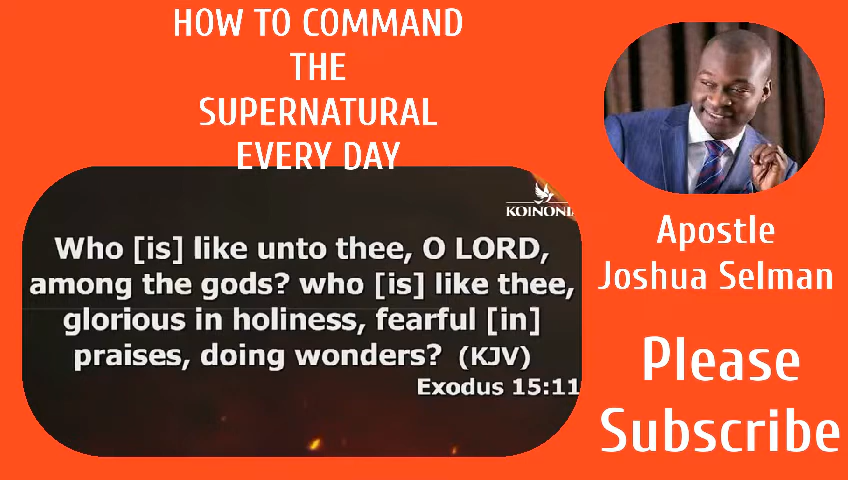 HOW TO COMMAND
THE
SUPERNATURAL
EVERY DAY
KOINONI
Who [is] like unto thee, O LORD,
among the gods? who [is] like thee,
glorious in holiness, fearful [in]
praises, doing wonders? (KJV)
Exodus 15:11
Apostle
Joshua Selman
Please
Subscribe